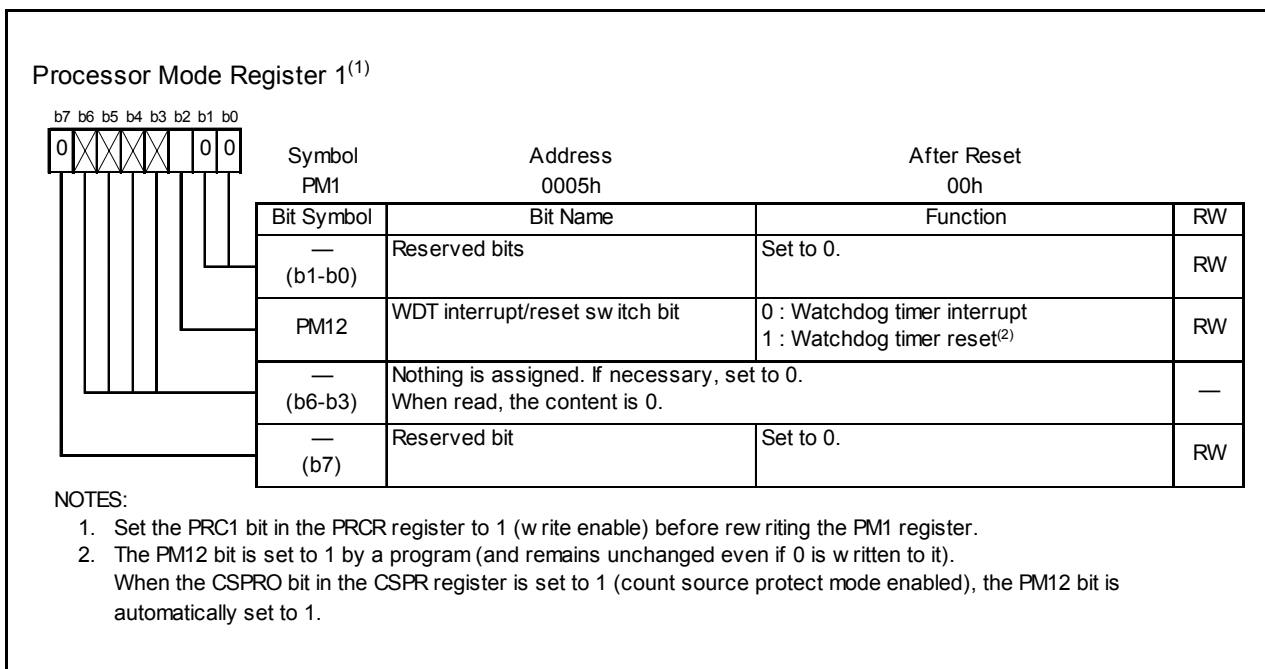 Processor Mode Register 1(1)
b7 b6 b5 b4 b3 b2 b1 b0
0 0 0
Symbol Address After Reset
PM1 0005h 00h
Bit Symbol Bit Name Function RW
— Reserved bits Set to 0. RW
(b1-b0)
PM12 WDT interrupt/reset switch bit 0 : Watchdog timer interrupt RW
1 : Watchdog timer reset(2)
— Nothing is assigned. If necessary, set to 0. —
(b6-b3) When read, the content is 0.
— Reserved bit Set to 0. RW
(b7)
NOTES:
1. Set the PRC1 bit in the PRCR register to 1 (write enable) before rewriting the PM1 register.
2. The PM12 bit is set to 1 by a program (and remains unchanged even if 0 is written to it).
When the CSPRO bit in the CSPR register is set to 1 (count source protect mode enabled), the PM12 bit is
automatically set to 1.